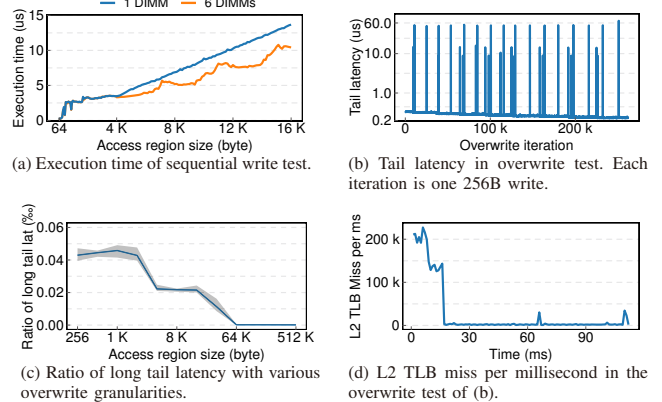 1 DIMM 6 DIMMs
Execution time (us)
15
10
5
0
64 4 K 8 K 12 K 16 K
Access region size (byte)
(a) Execution time of sequential write test.
Tail latency (us)
60.0
10.0
1.0
0.2
0 100 k 200 k
Overwrite iteration
(b) Tail latency in overwrite test. Each
iteration is one 256B write.
Ratio of long tail lat (‰)
0.06
0.04
0.02
0.00
256 1 K 8 K 64 K 512 K
Access region size (byte)
(c) Ratio of long tail latency with various
overwrite granularities.
L2 TLB Miss per ms
200 k
100 k
0
0 30 60 90
Time (ms)
(d) L2 TLB miss per millisecond in the
overwrite test of (b).